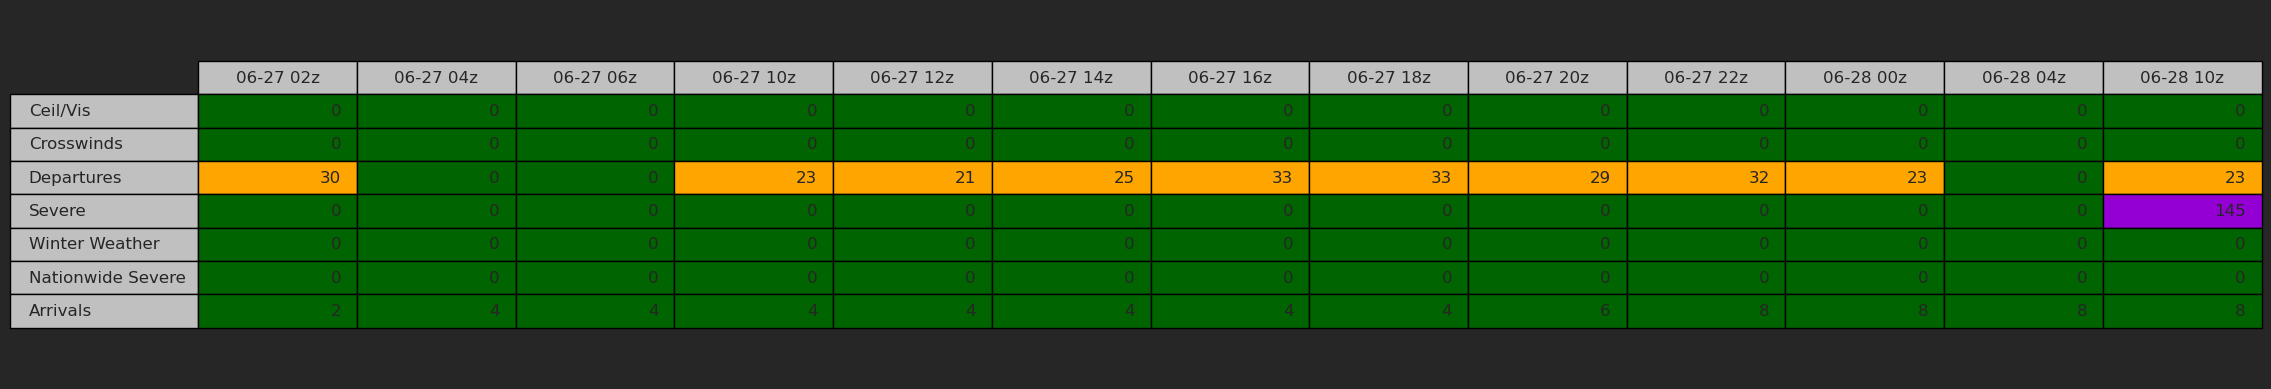 06-27 02z 06-27 04z 06-27 06z 06-27 10z 06-27 12z 06-27 14z 06-27 16z 06-27 18z 06-27 20z 06-27 22z 06-28 00z 06-28 04z 06-28 10z
Ceil/Vis 0 0 0 0 0 0 0 0 0 0 0 0 0
Crosswinds 0 0 0 0 0 0 0 0 0 0 0 0 0
Departures 30 0 0 23 21 25 33 33 29 32 23 0 23
Severe 0 0 0 0 0 0 0 0 0 0 0 0 145
Winter Weather 0 0 0 0 0 0 0 0 0 0 0 0 0
Nationwide Severe 0 0 0 0 0 0 0 0 0 0 0 0 0
Arrivals 2 4 4 4 4 4 4 4 6 8 8 8 8